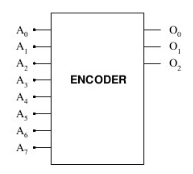 A₀ O₀
A₁ O₁
A₂ O₂
A₃ ENCODER
A₄
A₅
A₆
A₇